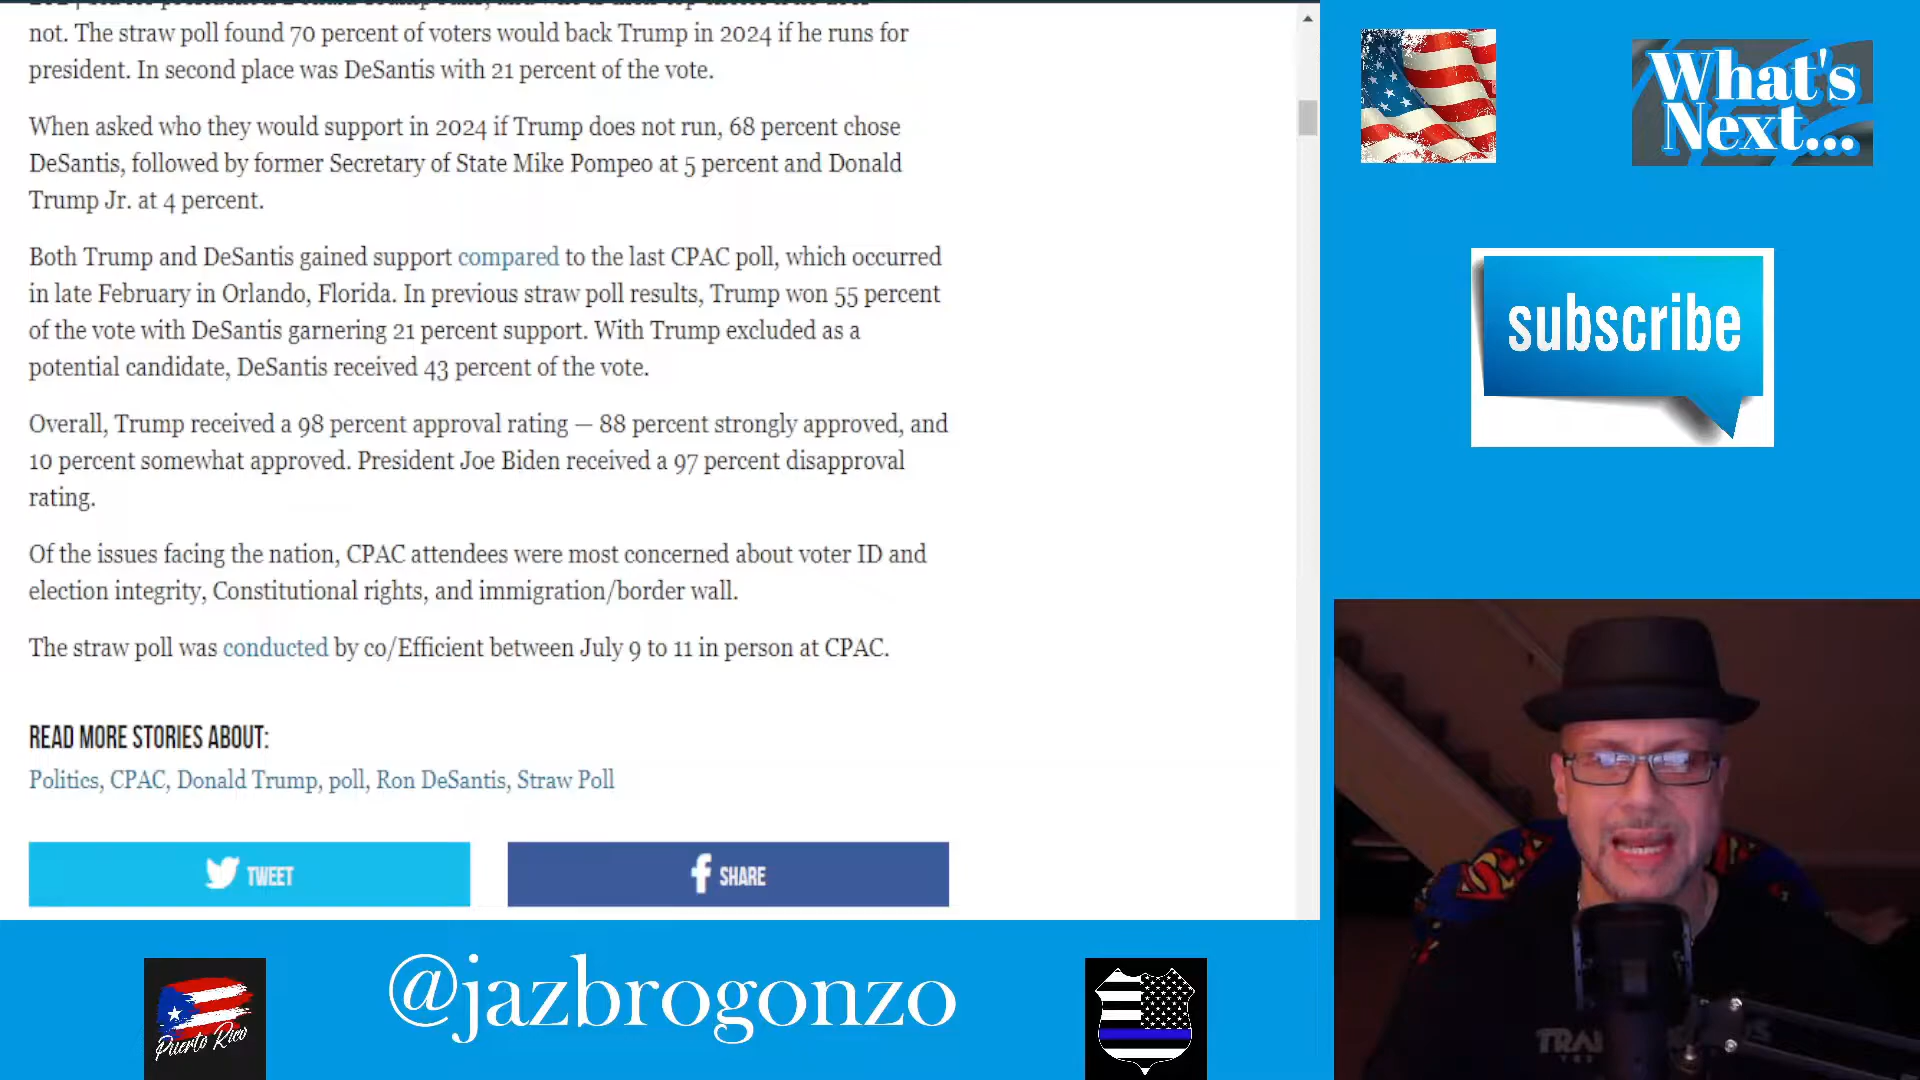 not. The straw poll found 70 percent of voters would back Trump in 2024 if he runs for
president. In second place was DeSantis with 21 percent of the vote.
When asked who they would support in 2024 if Trump does not run, 68 percent chose
DeSantis, followed by former Secretary of State Mike Pompeo at 5 percent and Donald
Trump Jr. at 4 percent.
Both Trump and DeSantis gained support compared to the last CPAC poll, which occurred
in late February in Orlando, Florida. In previous straw poll results, Trump won 55 percent
of the vote with DeSantis garnering 21 percent support. With Trump excluded as a
potential candidate, DeSantis received 43 percent of the vote.
Overall, Trump received a 98 percent approval rating — 88 percent strongly approved, and
10 percent somewhat approved. President Joe Biden received a 97 percent disapproval
rating.
Of the issues facing the nation, CPAC attendees were most concerned about voter ID and
election integrity, Constitutional rights, and immigration/border wall.
The straw poll was conducted by co/Efficient between July 9 to 11 in person at CPAC.
READ MORE STORIES ABOUT:
Politics, CPAC, Donald Trump, poll, Ron DeSantis, Straw Poll
TWEET
SHARE
What's
Next...
subscribe
Puerto Rico
@jazbrogonzo